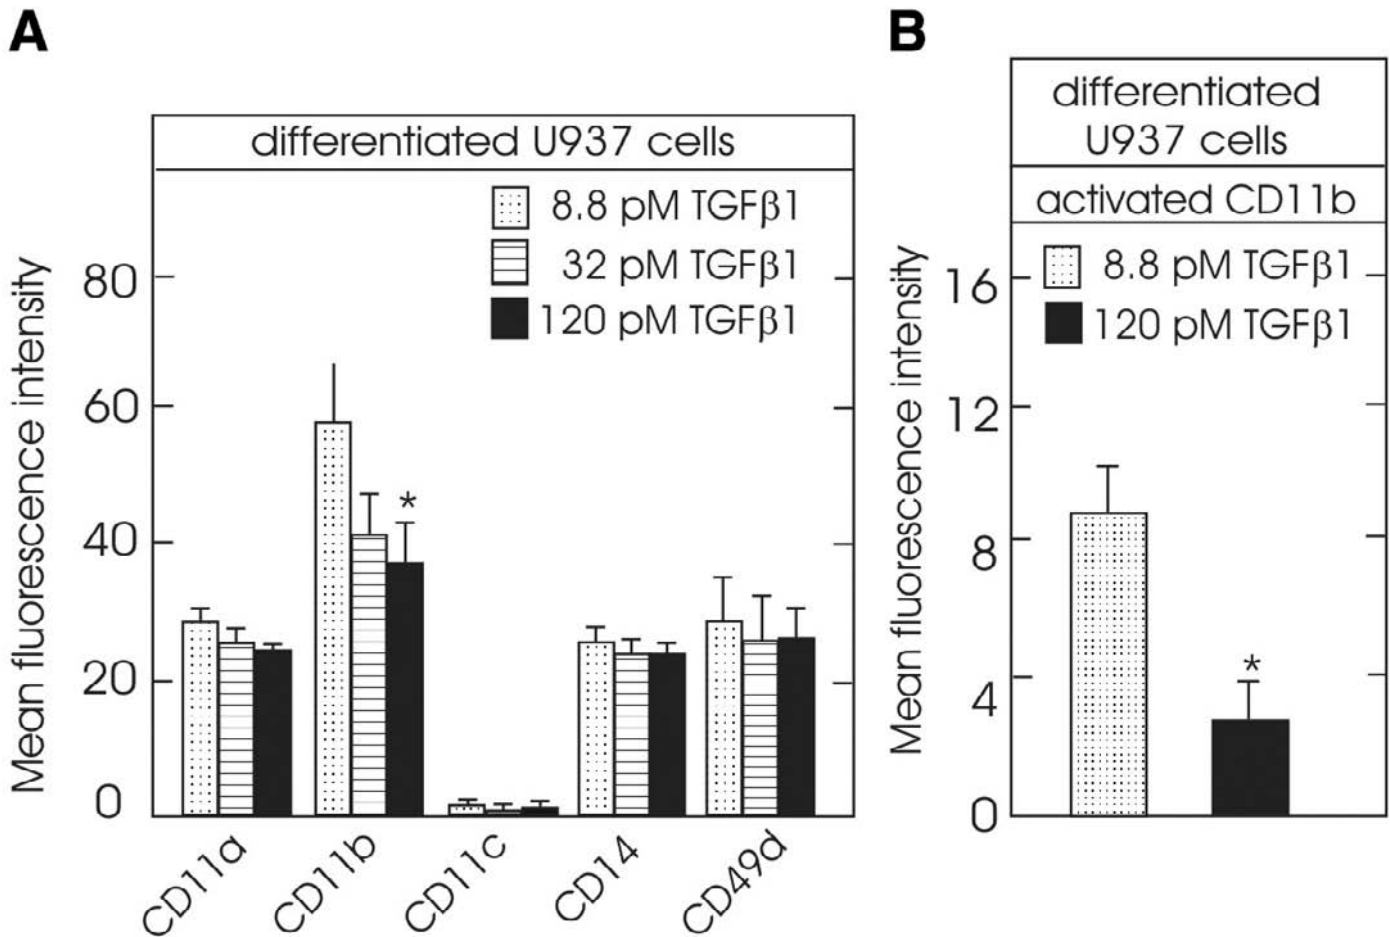 A
differentiated U937 cells
8.8 pM TGFβ1
32 pM TGFβ1
120 pM TGFβ1
Mean fluorescence intensity
80
60
40
20
0
*
CD11a
CD11b
CD11c
CD14
CD49d
B
differentiated
U937 cells
activated CD11b
8.8 pM TGFβ1
120 pM TGFβ1
Mean fluorescence intensity
16
12
8
4
0
*